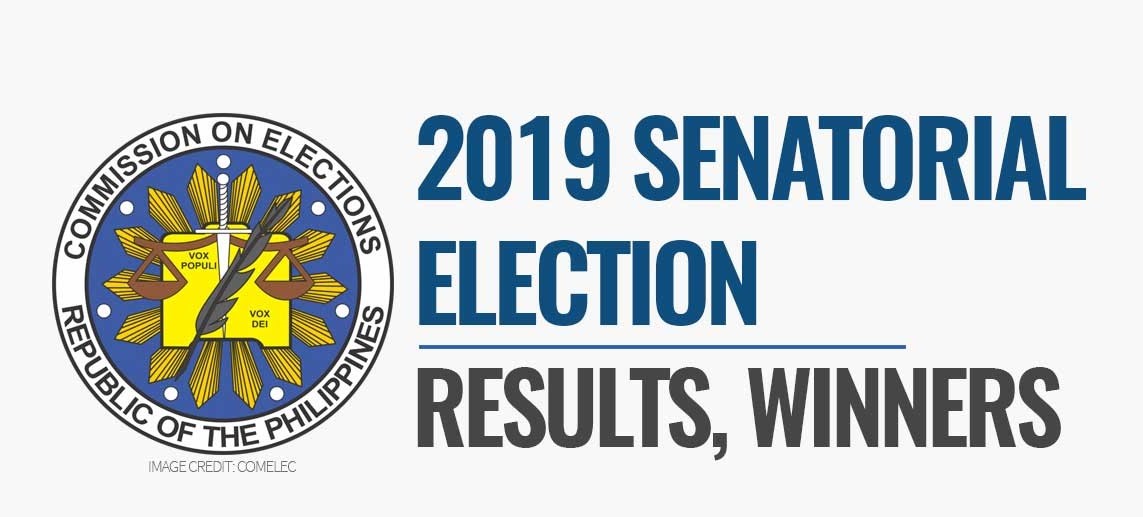 COMMISSION ON ELECTIONS
VOX
POPULI
VOX
DEI
REPUBLIC OF THE PHILIPPINES
IMAGE CREDIT: COMELEC
2019 SENATORIAL
ELECTION
RESULTS, WINNERS